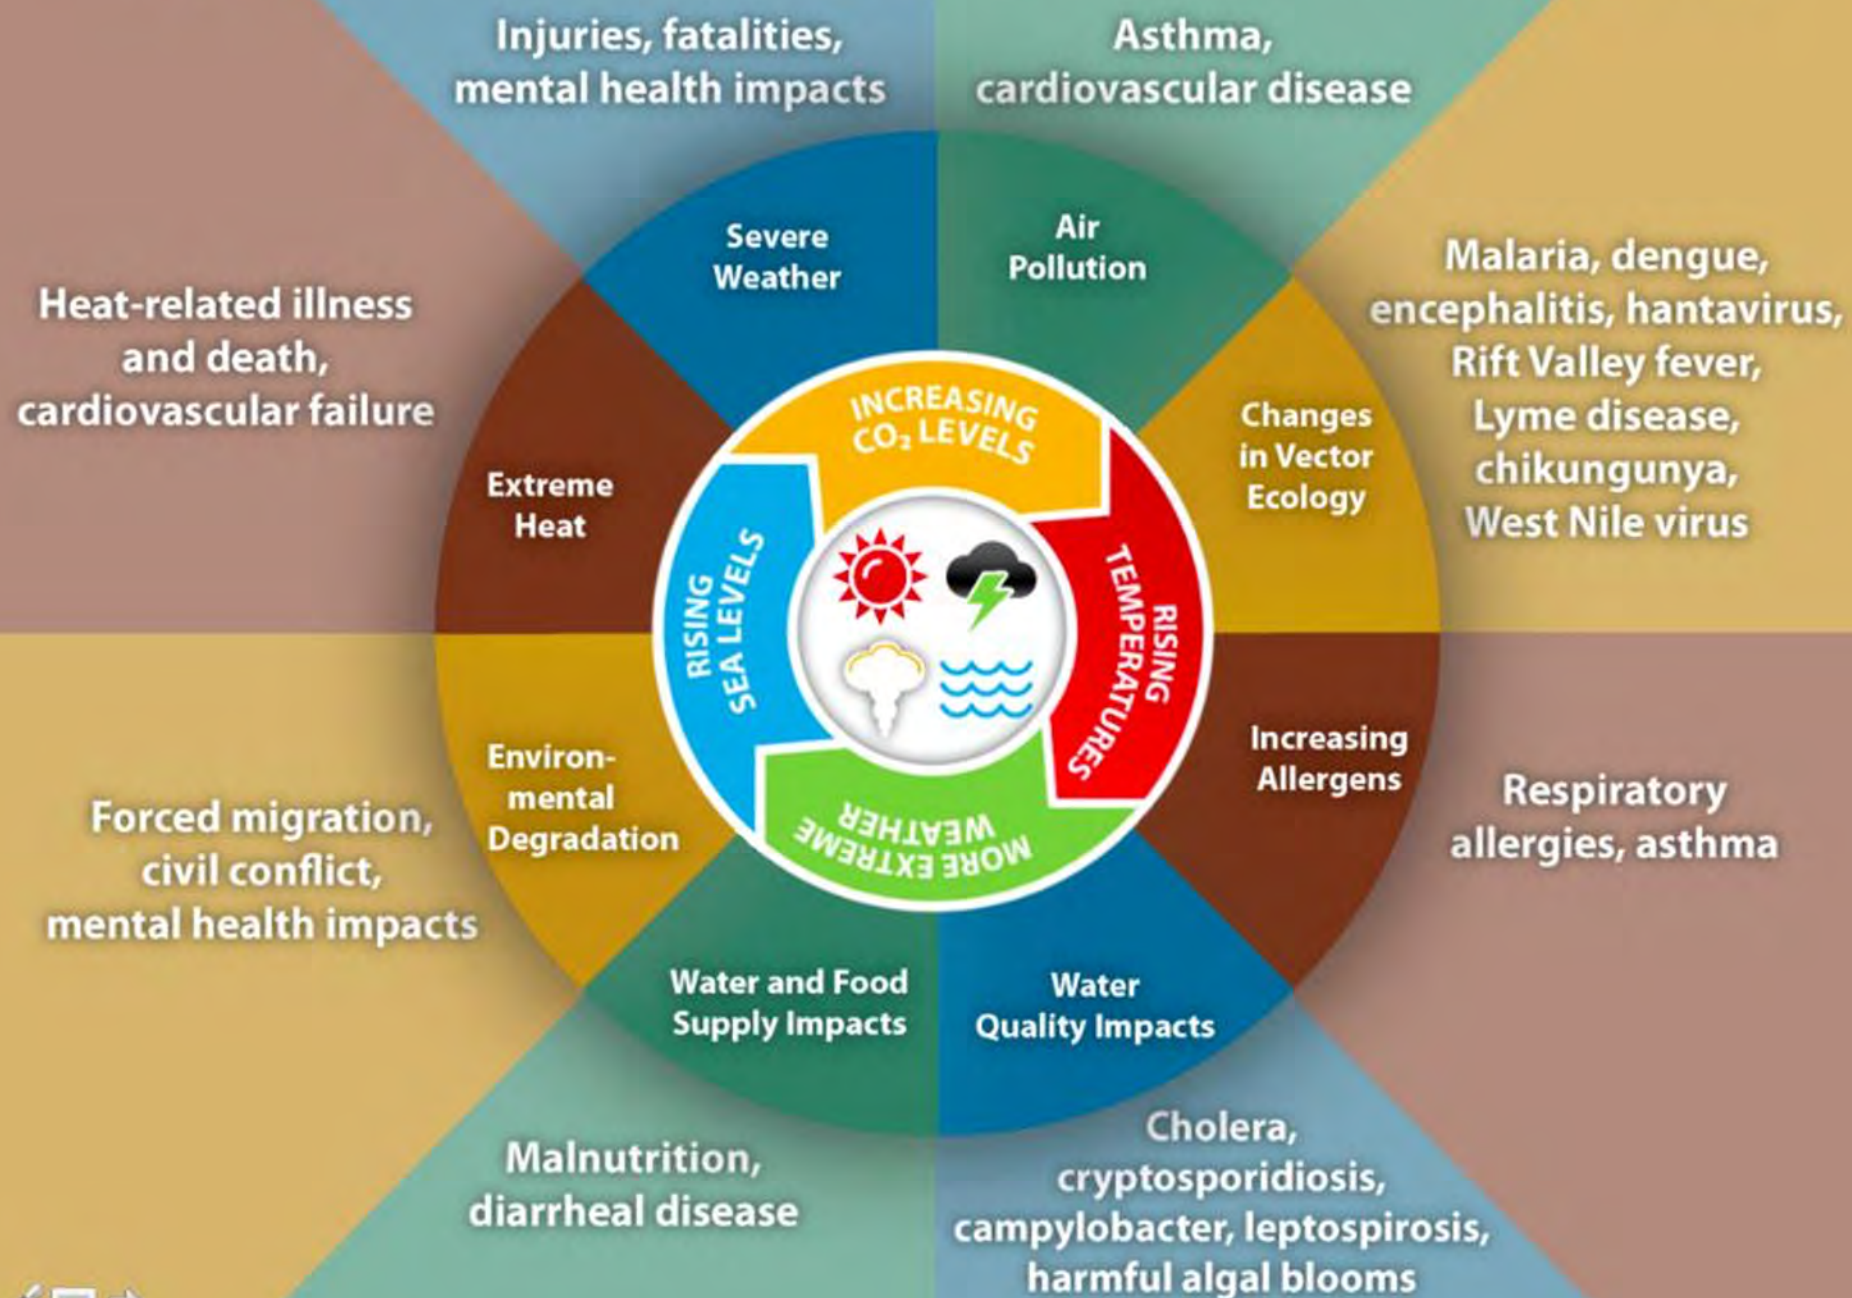 Injuries, fatalities,
mental health impacts
Asthma,
cardiovascular disease
Severe
Weather
Air
Pollution
Malaria, dengue,
encephalitis, hantavirus,
Rift Valley fever,
Lyme disease,
chikungunya,
West Nile virus
Heat-related illness
and death,
cardiovascular failure
Changes
in Vector
Ecology
Extreme
Heat
INCREASING
CO₂ LEVELS
RISING
TEMPERATURES
MORE EXTREME
WEATHER
RISING
SEA LEVELS
Increasing
Allergens
Respiratory
allergies, asthma
Environ-
mental
Degradation
Forced migration,
civil conflict,
mental health impacts
Water and Food
Supply Impacts
Water
Quality Impacts
Malnutrition,
diarrheal disease
Cholera,
cryptosporidiosis,
campylobacter, leptospirosis,
harmful algal blooms